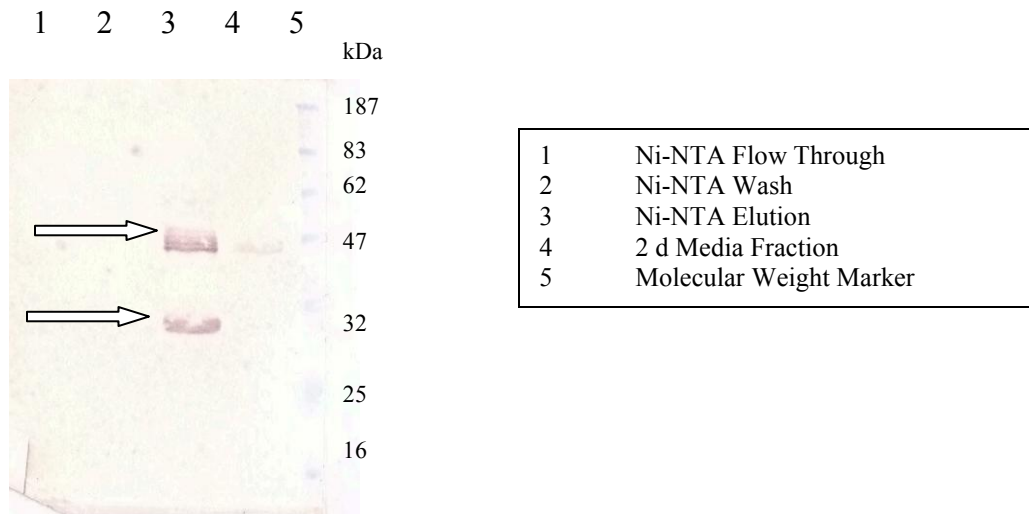 1 2 3 4 5
kDa
187
83
62
47
32
25
16
1 Ni-NTA Flow Through
2 Ni-NTA Wash
3 Ni-NTA Elution
4 2 d Media Fraction
5 Molecular Weight Marker